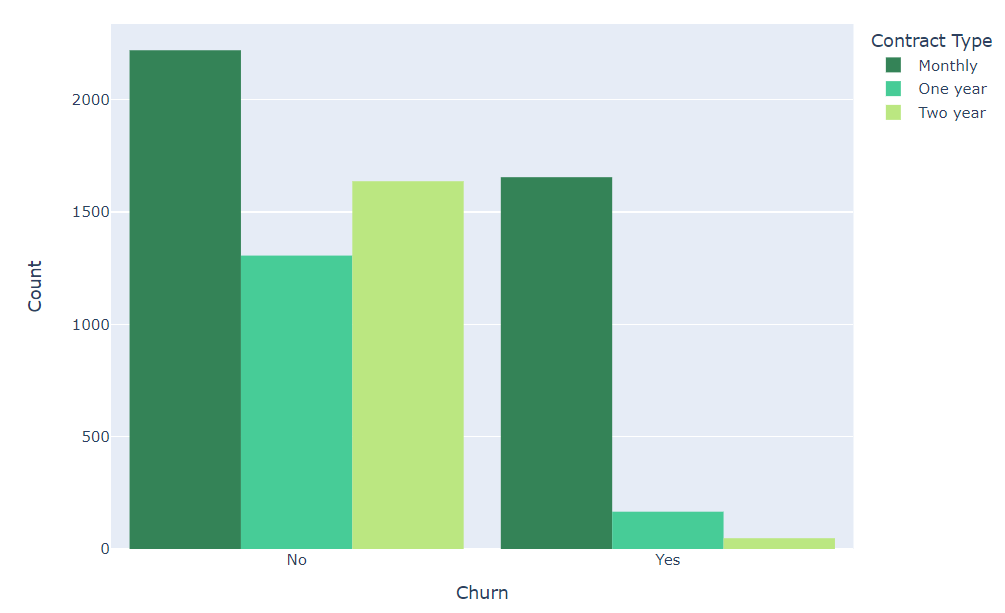 Contract Type
Monthly
One year
Two year
2000
1500
1000
500
0
Count
No
Yes
Churn